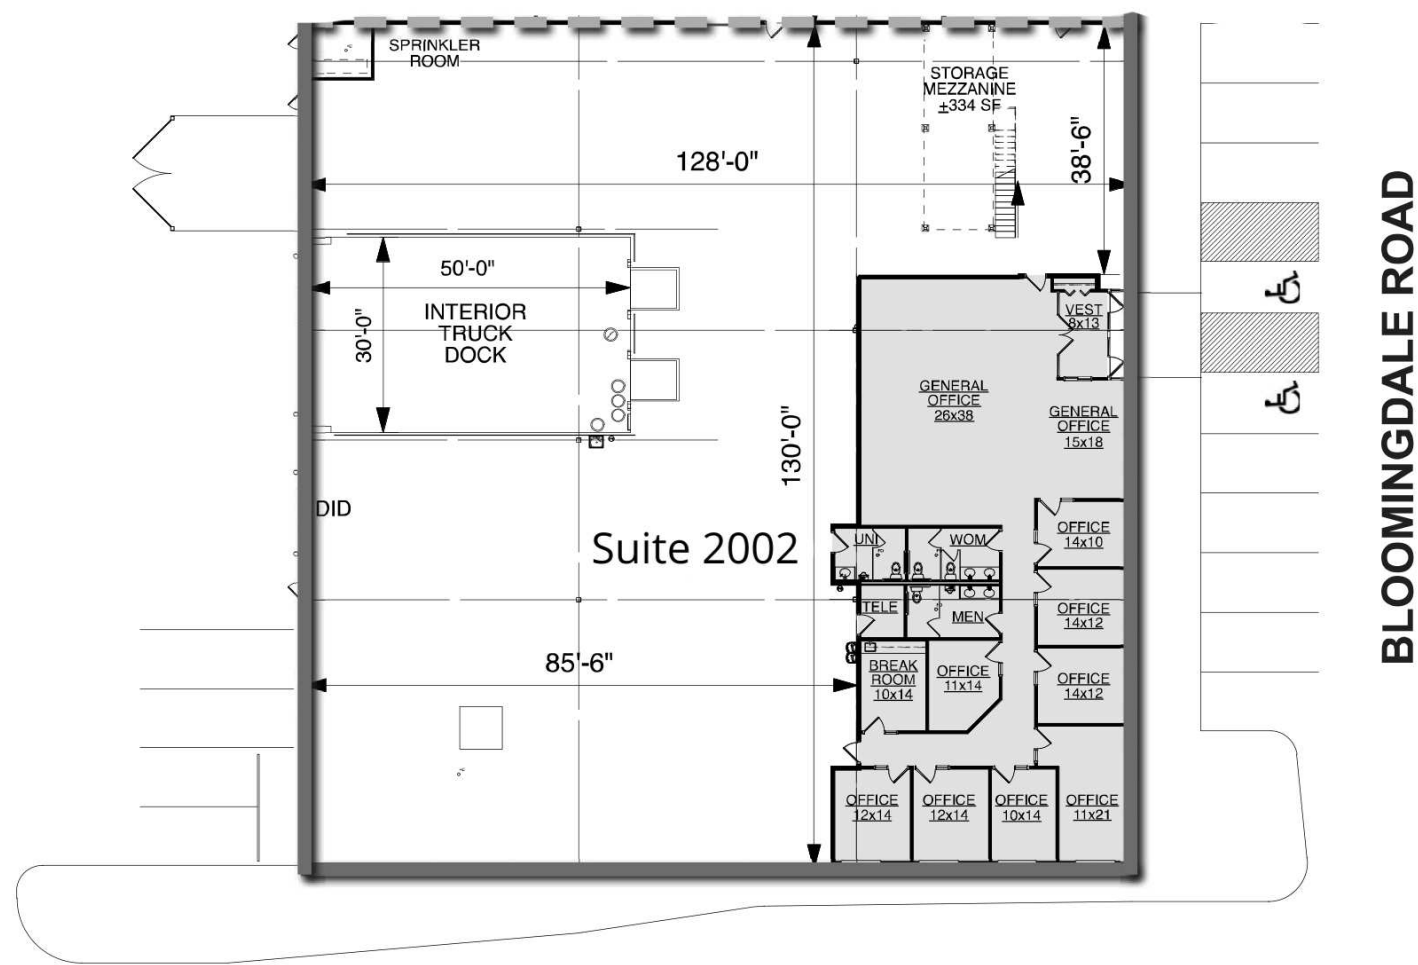 SPRINKLER
ROOM
STORAGE
MEZZANINE
±334 SF
128'-0"
38'-6"
50'-0"
30'-0"
INTERIOR
TRUCK
DOCK
VEST
8x13
GENERAL
OFFICE
26x38
GENERAL
OFFICE
15x18
130'-0"
BLOOMINGDALE ROAD
DID
Suite 2002
UNI
WOM
OFFICE
14x10
TELE
MEN
OFFICE
14x12
85'-6"
BREAK
ROOM
10x14
OFFICE
11x14
OFFICE
14x12
OFFICE
12x14
OFFICE
12x14
OFFICE
10x14
OFFICE
11x21